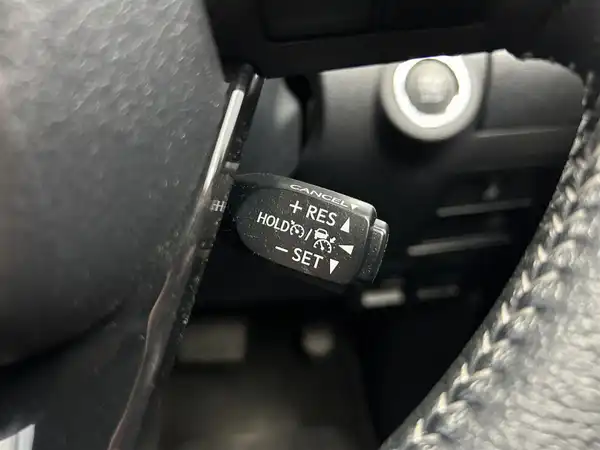 CANCEL▼
+ RES▲
HOLD / ◀
− SET▼